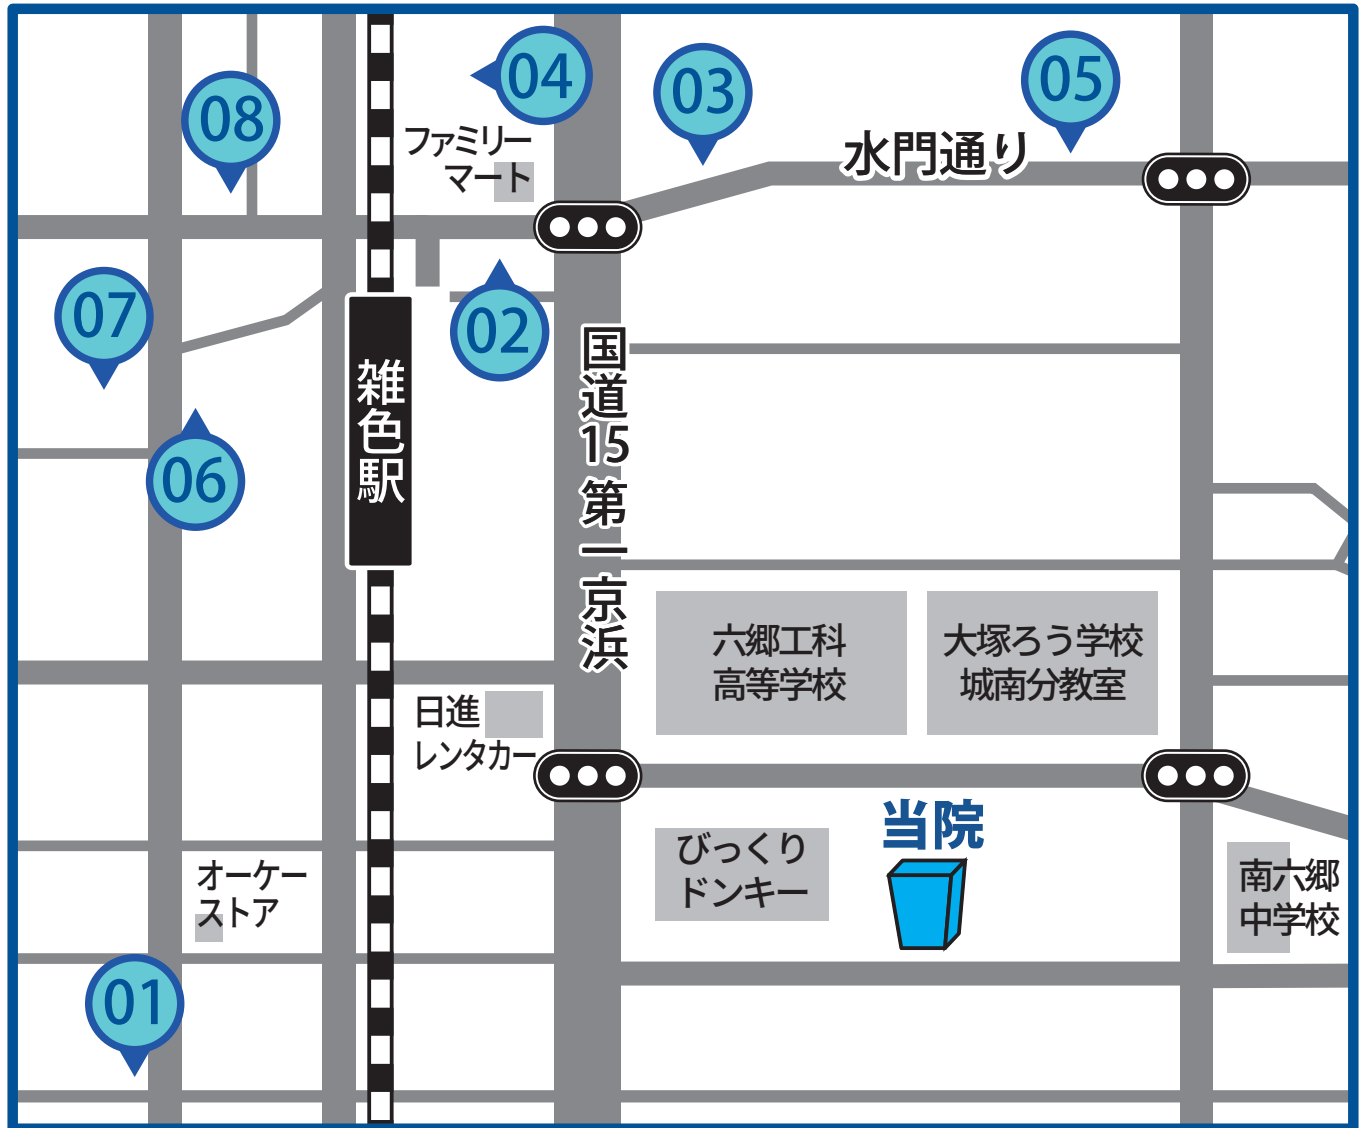 04
03
05
08
ファミリー
マート
水門通り
07
02
06
雑色駅
国道15 第一京浜
六郷工科
高等学校
大塚ろう学校
城南分教室
日進
レンタカー
当院
びっくり
ドンキー
オーケー
ストア
南六郷
中学校
01